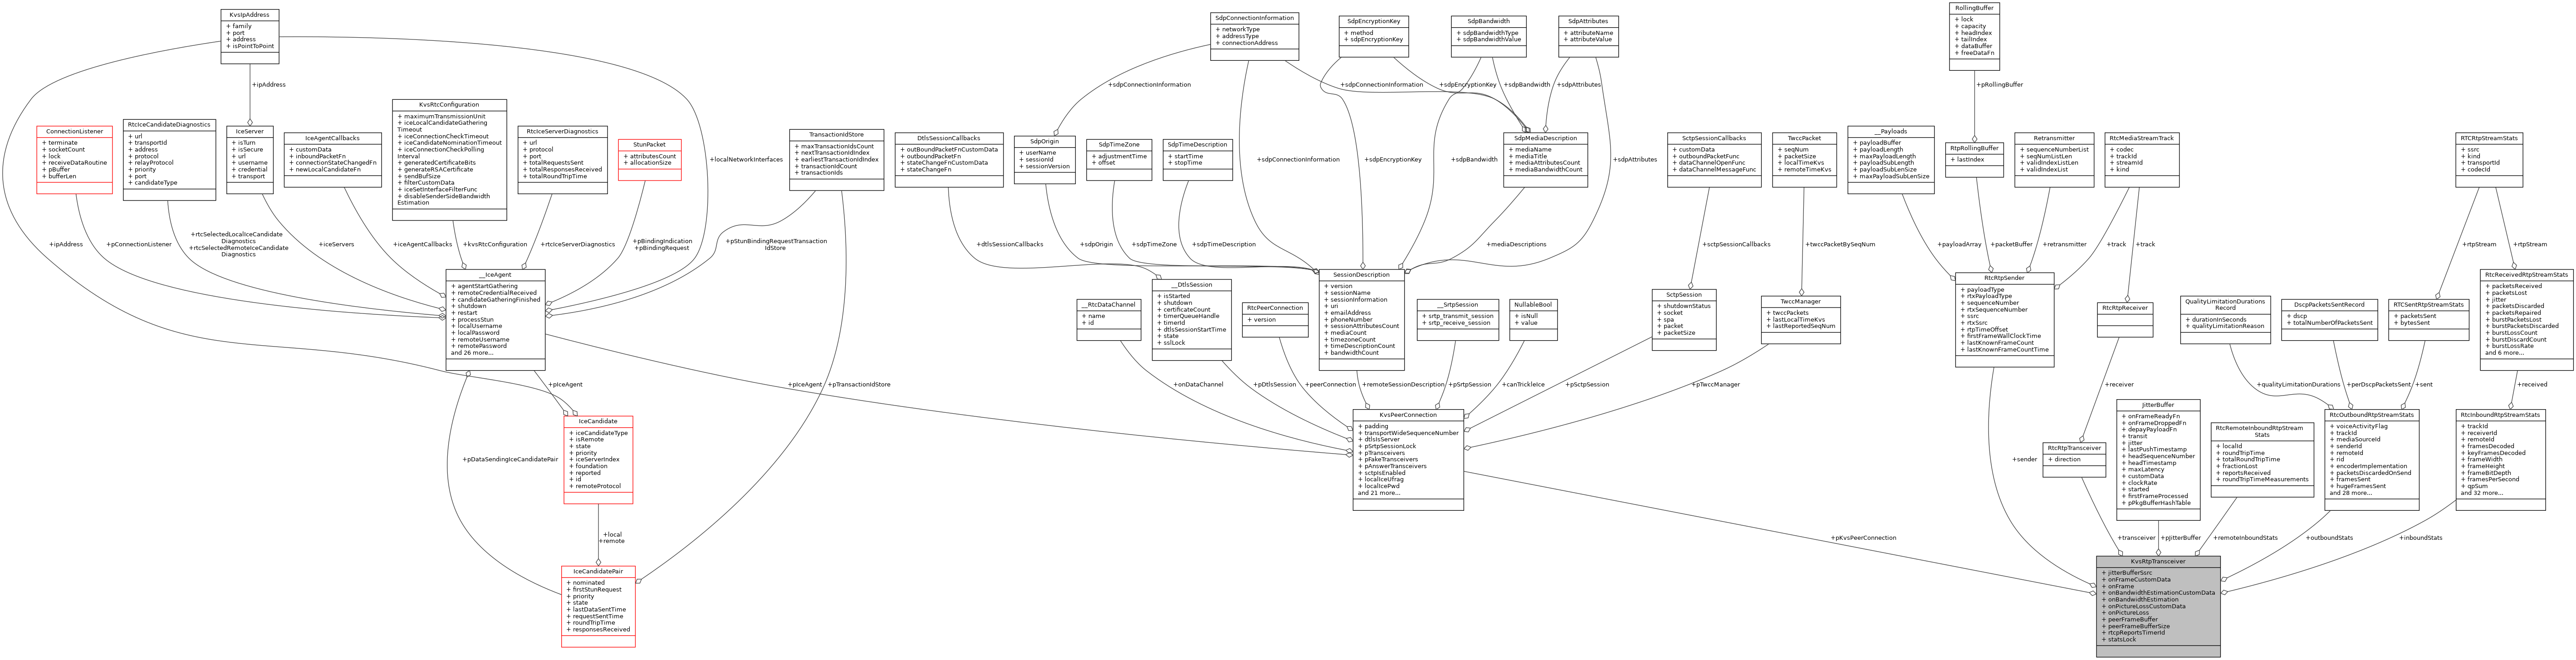 KvsIpAddress
+ family
+ port
+ address
+ isPointToPoint
SdpConnectionInformation
+ networkType
+ addressType
+ connectionAddress
SdpEncryptionKey
+ method
+ sdpEncryptionKey
SdpBandwidth
+ sdpBandwidthType
+ sdpBandwidthValue
SdpAttributes
+ attributeName
+ attributeValue
RollingBuffer
+ lock
+ capacity
+ headIndex
+ tailIndex
+ dataBuffer
+ freeDataFn
+ipAddress
+sdpConnectionInformation
+sdpConnectionInformation
+sdpEncryptionKey
+sdpBandwidth
+sdpAttributes
+pRollingBuffer
ConnectionListener
+ terminate
+ socketCount
+ lock
+ receiveDataRoutine
+ pBuffer
+ bufferLen
RtcIceCandidateDiagnostics
+ url
+ transportId
+ address
+ protocol
+ relayProtocol
+ priority
+ port
+ candidateType
IceServer
+ isTurn
+ isSecure
+ url
+ username
+ credential
+ transport
IceAgentCallbacks
+ customData
+ inboundPacketFn
+ connectionStateChangedFn
+ newLocalCandidateFn
KvsRtcConfiguration
+ maximumTransmissionUnit
+ iceLocalCandidateGathering
Timeout
+ iceConnectionCheckTimeout
+ iceCandidateNominationTimeout
+ iceConnectionCheckPolling
Interval
+ generatedCertificateBits
+ generateRSACertificate
+ sendBufSize
+ filterCustomData
+ iceSetInterfaceFilterFunc
+ disableSenderSideBandwidth
Estimation
RtcIceServerDiagnostics
+ url
+ protocol
+ port
+ totalRequestsSent
+ totalResponsesReceived
+ totalRoundTripTime
StunPacket
+ attributesCount
+ allocationSize
+localNetworkInterfaces
TransactionIdStore
+ maxTransactionIdsCount
+ nextTransactionIdIndex
+ earliestTransactionIdIndex
+ transactionIdCount
+ transactionIds
DtlsSessionCallbacks
+ outBoundPacketFnCustomData
+ outboundPacketFn
+ stateChangeFnCustomData
+ stateChangeFn
SdpOrigin
+ userName
+ sessionId
+ sessionVersion
SdpTimeZone
+ adjustmentTime
+ offset
SdpTimeDescription
+ startTime
+ stopTime
+sdpConnectionInformation
+sdpEncryptionKey
+sdpBandwidth
SdpMediaDescription
+ mediaName
+ mediaTitle
+ mediaAttributesCount
+ mediaBandwidthCount
+sdpAttributes
SctpSessionCallbacks
+ customData
+ outboundPacketFunc
+ dataChannelOpenFunc
+ dataChannelMessageFunc
TwccPacket
+ seqNum
+ packetSize
+ localTimeKvs
+ remoteTimeKvs
__Payloads
+ payloadBuffer
+ payloadLength
+ maxPayloadLength
+ payloadSubLength
+ payloadSubLenSize
+ maxPayloadSubLenSize
RtpRollingBuffer
+ lastIndex
Retransmitter
+ sequenceNumberList
+ seqNumListLen
+ validIndexListLen
+ validIndexList
RtcMediaStreamTrack
+ codec
+ trackId
+ streamId
+ kind
RTCRtpStreamStats
+ ssrc
+ kind
+ transportId
+ codecId
+ipAddress
+pConnectionListener
+rtcSelectedLocalIceCandidate
Diagnostics
+rtcSelectedRemoteIceCandidate
Diagnostics
+iceServers
+iceAgentCallbacks
+kvsRtcConfiguration
+rtcIceServerDiagnostics
+pBindingIndication
+pBindingRequest
+pStunBindingRequestTransaction
IdStore
+dtlsSessionCallbacks
+sdpOrigin
+sdpTimeZone
+sdpTimeDescription
+mediaDescriptions
+sctpSessionCallbacks
+twccPacketBySeqNum
+payloadArray
+packetBuffer
+retransmitter
+track
+track
+rtpStream
+rtpStream
__IceAgent
+ agentStartGathering
+ remoteCredentialReceived
+ candidateGatheringFinished
+ shutdown
+ restart
+ processStun
+ localUsername
+ localPassword
+ remoteUsername
+ remotePassword
and 26 more...
__RtcDataChannel
+ name
+ id
__DtlsSession
+ isStarted
+ shutdown
+ certificateCount
+ timerQueueHandle
+ timerId
+ dtlsSessionStartTime
+ state
+ sslLock
RtcPeerConnection
+ version
SessionDescription
+ version
+ sessionName
+ sessionInformation
+ uri
+ emailAddress
+ phoneNumber
+ sessionAttributesCount
+ mediaCount
+ timezoneCount
+ timeDescriptionCount
+ bandwidthCount
__SrtpSession
+ srtp_transmit_session
+ srtp_receive_session
NullableBool
+ isNull
+ value
SctpSession
+ shutdownStatus
+ socket
+ spa
+ packet
+ packetSize
TwccManager
+ twccPackets
+ lastLocalTimeKvs
+ lastReportedSeqNum
RtcRtpSender
+ payloadType
+ rtxPayloadType
+ sequenceNumber
+ rtxSequenceNumber
+ ssrc
+ rtxSsrc
+ rtpTimeOffset
+ firstFrameWallClockTime
+ lastKnownFrameCount
+ lastKnownFrameCountTime
RtcRtpReceiver
QualityLimitationDurations
Record
+ durationInSeconds
+ qualityLimitationReason
DscpPacketsSentRecord
+ dscp
+ totalNumberOfPacketsSent
RTCSentRtpStreamStats
+ packetsSent
+ bytesSent
RtcReceivedRtpStreamStats
+ packetsReceived
+ packetsLost
+ jitter
+ packetsDiscarded
+ packetsRepaired
+ burstPacketsLost
+ burstPacketsDiscarded
+ burstLossCount
+ burstDiscardCount
+ burstLossRate
and 6 more...
+pIceAgent
+pIceAgent
+pTransactionIdStore
+onDataChannel
+pDtlsSession
+peerConnection
+remoteSessionDescription
+pSrtpSession
+canTrickleIce
+pSctpSession
+pTwccManager
+receiver
+qualityLimitationDurations
+perDscpPacketsSent
+sent
+received
+pDataSendingIceCandidatePair
IceCandidate
+ iceCandidateType
+ isRemote
+ state
+ priority
+ iceServerIndex
+ foundation
+ reported
+ id
+ remoteProtocol
KvsPeerConnection
+ padding
+ transportWideSequenceNumber
+ dtlsIsServer
+ pSrtpSessionLock
+ pTransceivers
+ pFakeTransceivers
+ pAnswerTransceivers
+ sctpIsEnabled
+ localIceUfrag
+ localIcePwd
and 21 more...
+sender
RtcRtpTransceiver
+ direction
JitterBuffer
+ onFrameReadyFn
+ onFrameDroppedFn
+ depayPayloadFn
+ transit
+ jitter
+ lastPushTimestamp
+ headSequenceNumber
+ headTimestamp
+ maxLatency
+ customData
+ clockRate
+ started
+ firstFrameProcessed
+ pPkgBufferHashTable
RtcRemoteInboundRtpStream
Stats
+ localId
+ roundTripTime
+ totalRoundTripTime
+ fractionLost
+ reportsReceived
+ roundTripTimeMeasurements
RtcOutboundRtpStreamStats
+ voiceActivityFlag
+ trackId
+ mediaSourceId
+ senderId
+ remoteId
+ rid
+ encoderImplementation
+ packetsDiscardedOnSend
+ framesSent
+ hugeFramesSent
and 28 more...
RtcInboundRtpStreamStats
+ trackId
+ receiverId
+ remoteId
+ framesDecoded
+ keyFramesDecoded
+ frameWidth
+ frameHeight
+ frameBitDepth
+ framesPerSecond
+ qpSum
and 32 more...
+local
+remote
+pKvsPeerConnection
+transceiver
+pJitterBuffer
+remoteInboundStats
+outboundStats
+inboundStats
IceCandidatePair
+ nominated
+ firstStunRequest
+ priority
+ state
+ lastDataSentTime
+ requestSentTime
+ roundTripTime
+ responsesReceived
KvsRtpTransceiver
+ jitterBufferSsrc
+ onFrameCustomData
+ onFrame
+ onBandwidthEstimationCustomData
+ onBandwidthEstimation
+ onPictureLossCustomData
+ onPictureLoss
+ peerFrameBuffer
+ peerFrameBufferSize
+ rtcpReportsTimerId
+ statsLock